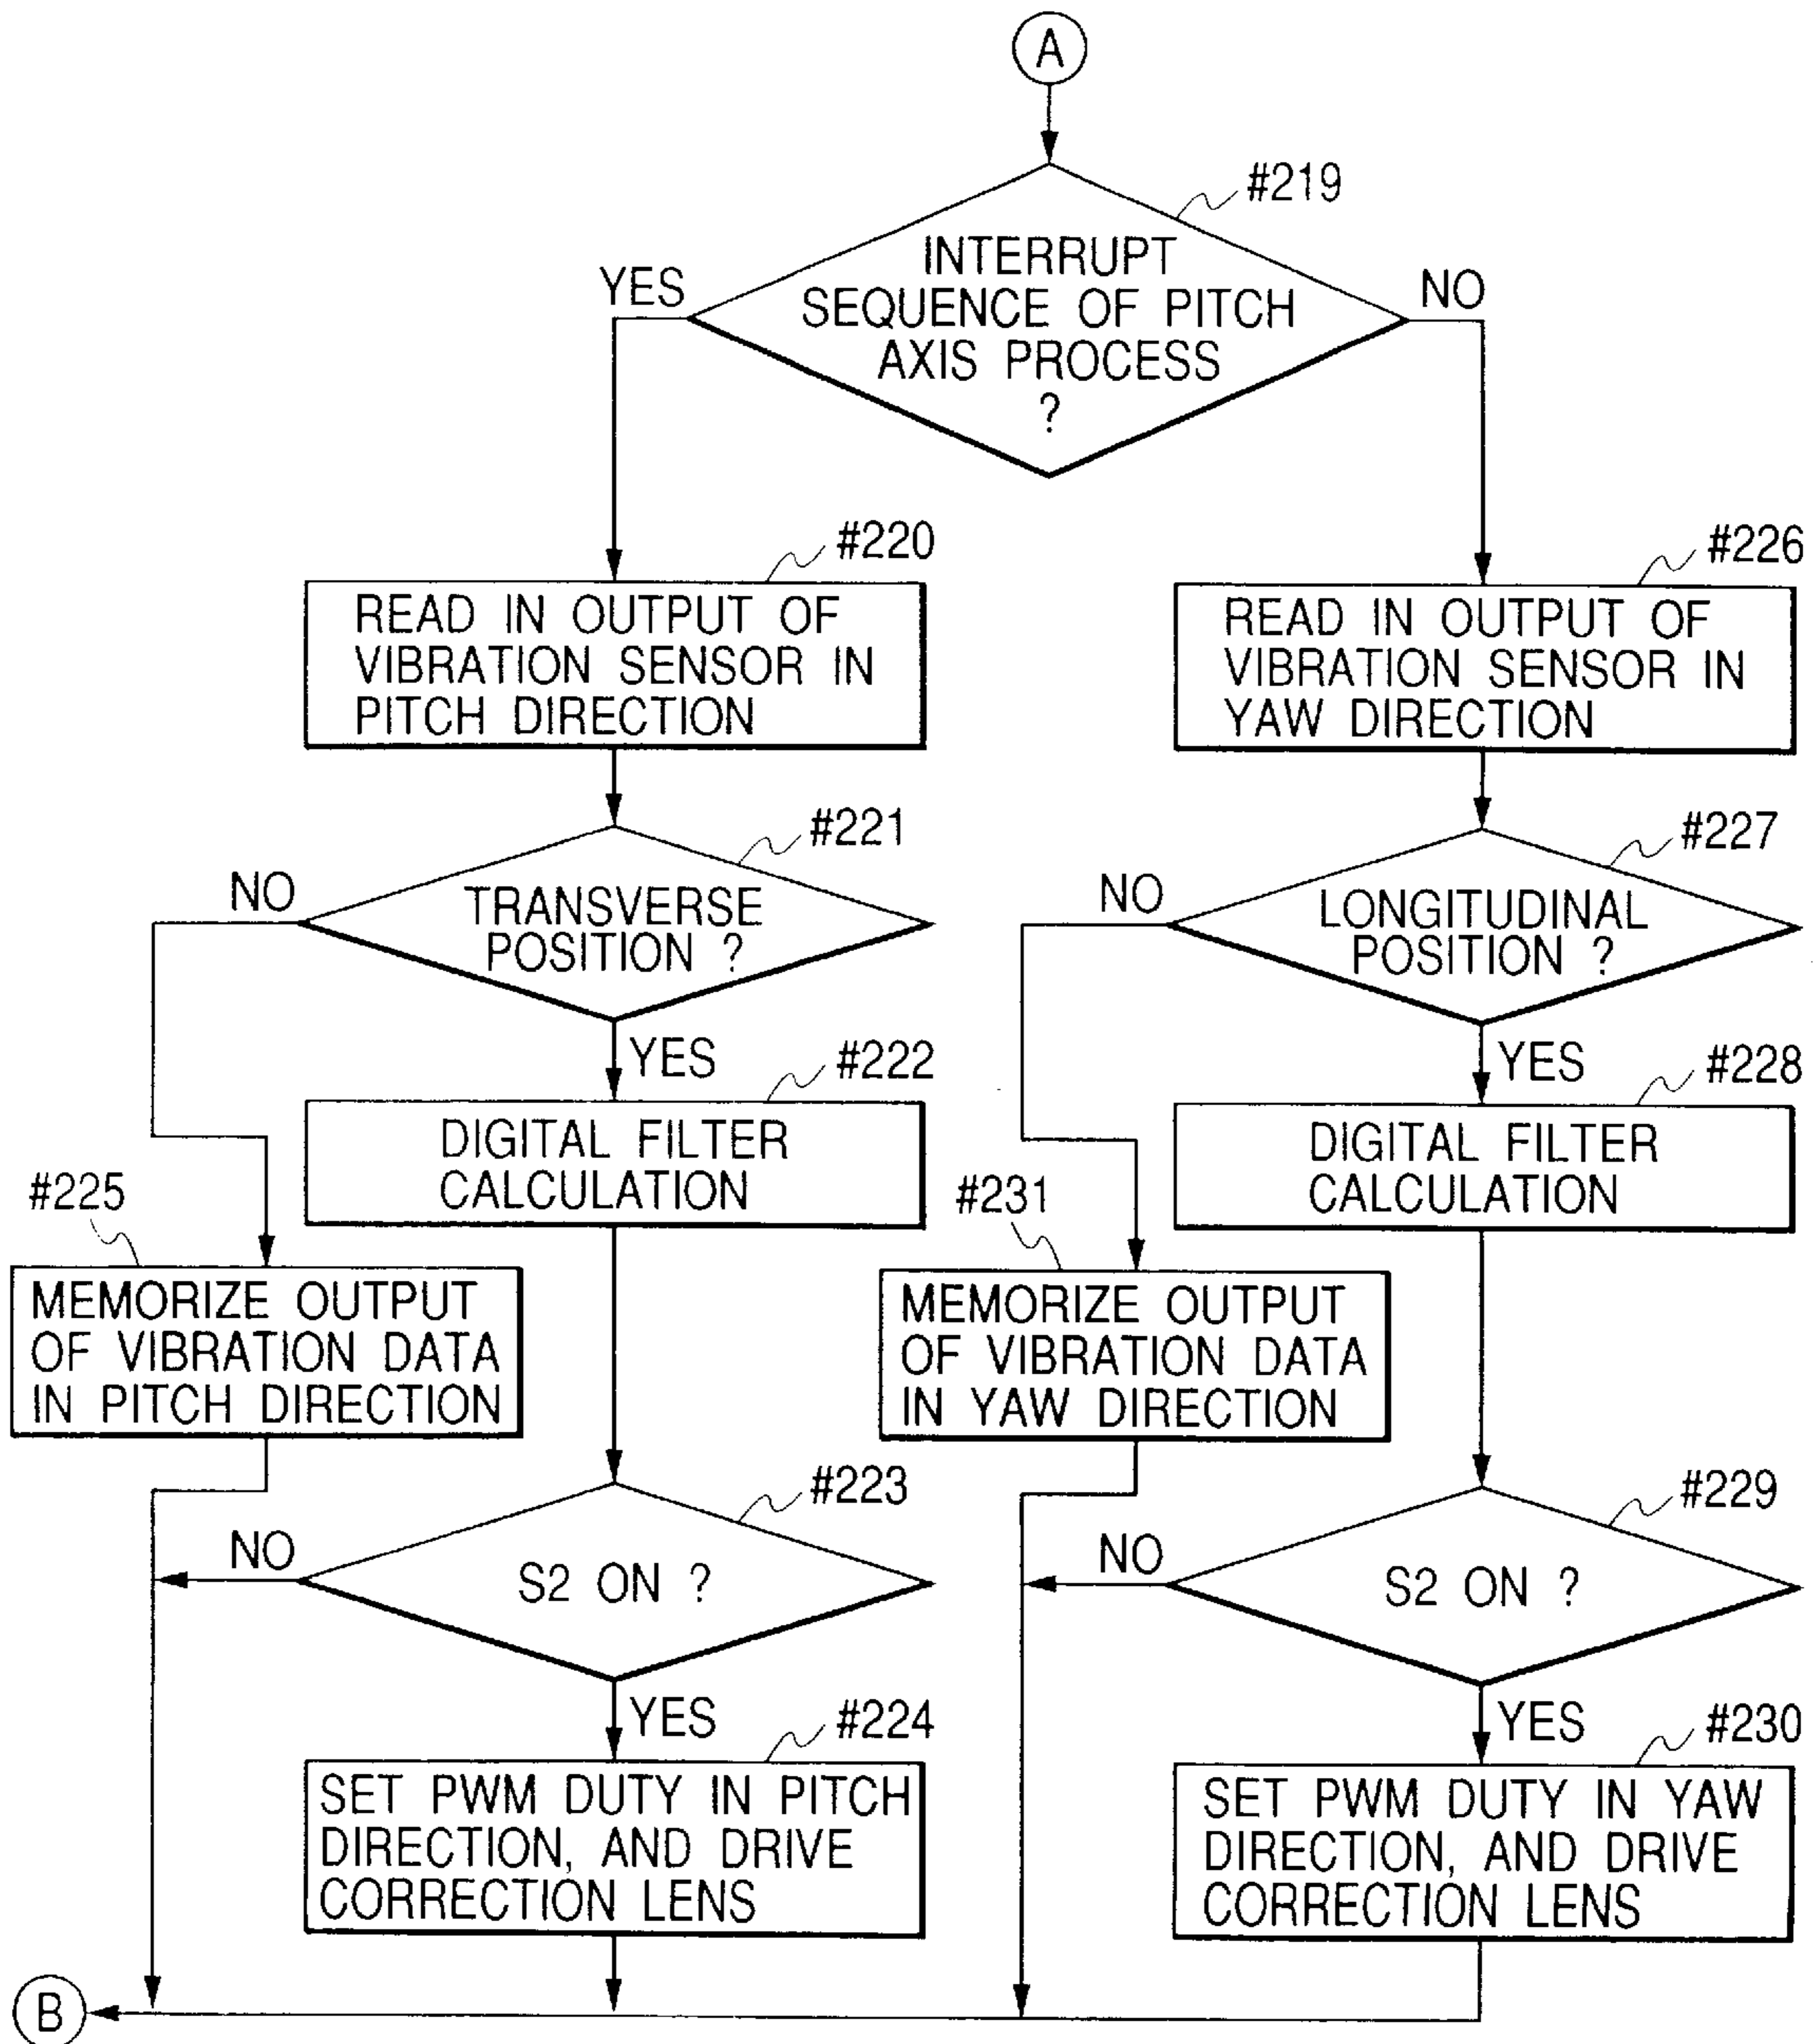 A
#219
INTERRUPT
SEQUENCE OF PITCH
AXIS PROCESS
?
YES
NO
#220
READ IN OUTPUT OF
VIBRATION SENSOR IN
PITCH DIRECTION
#226
READ IN OUTPUT OF
VIBRATION SENSOR IN
YAW DIRECTION
#221
NO
TRANSVERSE
POSITION ?
YES
#227
NO
LONGITUDINAL
POSITION ?
YES
#222
DIGITAL FILTER
CALCULATION
#228
DIGITAL FILTER
CALCULATION
#225
MEMORIZE OUTPUT
OF VIBRATION DATA
IN PITCH DIRECTION
#231
MEMORIZE OUTPUT
OF VIBRATION DATA
IN YAW DIRECTION
#223
NO
S2 ON ?
YES
#229
NO
S2 ON ?
YES
#224
SET PWM DUTY IN PITCH
DIRECTION, AND DRIVE
CORRECTION LENS
#230
SET PWM DUTY IN YAW
DIRECTION, AND DRIVE
CORRECTION LENS
B